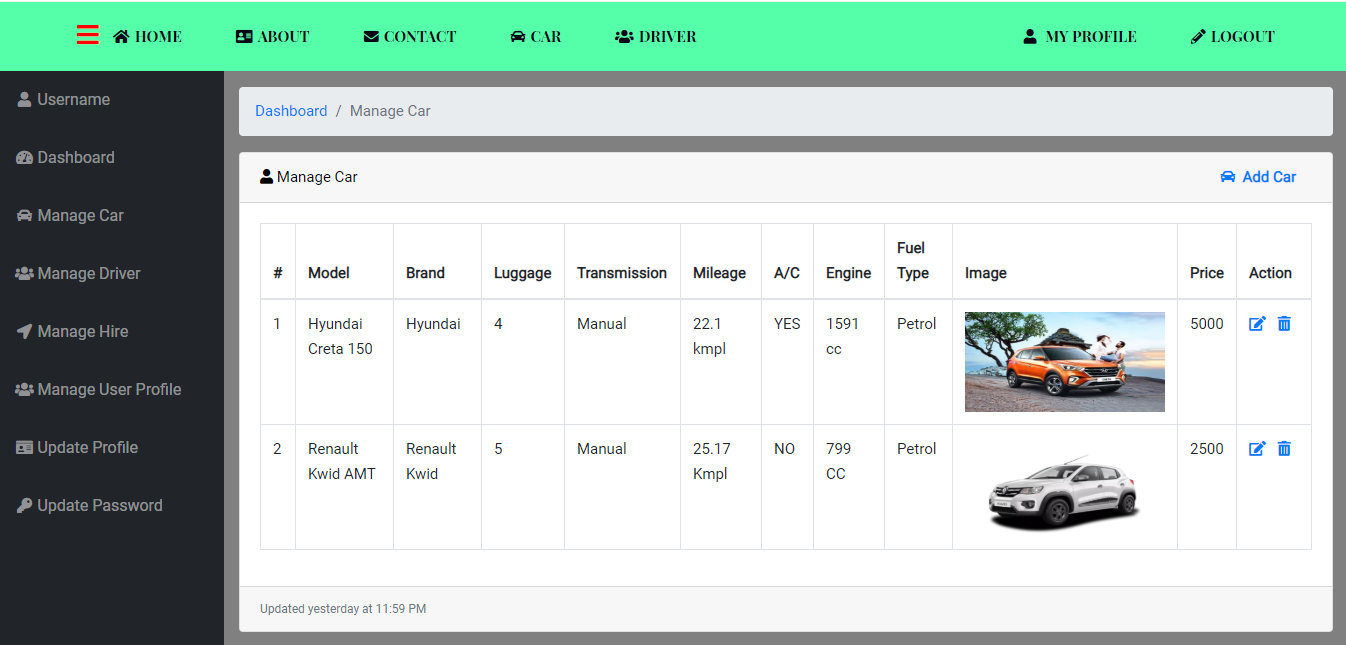 HOME ABOUT CONTACT CAR DRIVER MY PROFILE LOGOUT
Username
Dashboard
Manage Car
Manage Driver
Manage Hire
Manage User Profile
Update Profile
Update Password
Dashboard / Manage Car
Manage Car Add Car
# Model Brand Luggage Transmission Mileage A/C Engine Fuel Type Image Price Action
1 Hyundai Creta 150 Hyundai 4 Manual 22.1 kmpl YES 1591 cc Petrol 5000
2 Renault Kwid AMT Renault Kwid 5 Manual 25.17 Kmpl NO 799 CC Petrol 2500
Updated yesterday at 11:59 PM